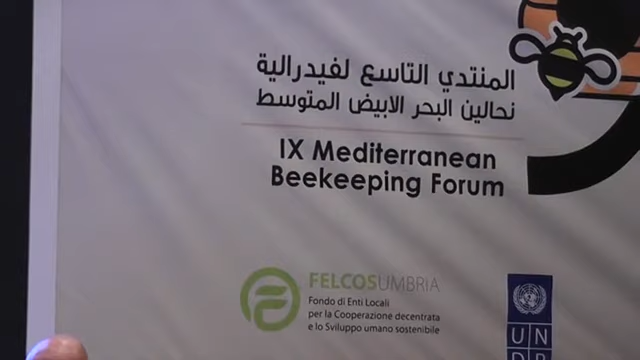 المنتدي التاسع لفيدرالية
نحالين البحر الابيض المتوسط
IX Mediterranean
Beekeeping Forum
FELCOSUMBRIA
Fondo di Enti Locali
per la Cooperazione decentrata
e lo Sviluppo umano sostenibile
U N
D P